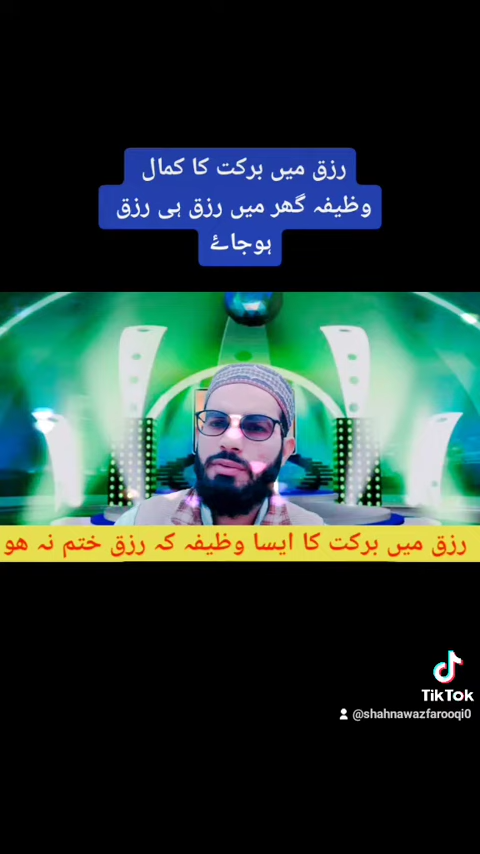 رزق میں برکت کا کمال
وظیفہ گھر میں رزق ہی رزق
ہوجائے
رزق میں برکت کا ایسا وظیفہ کہ رزق ختم نہ ھو
TikTok
@shahnawazfarooqi0